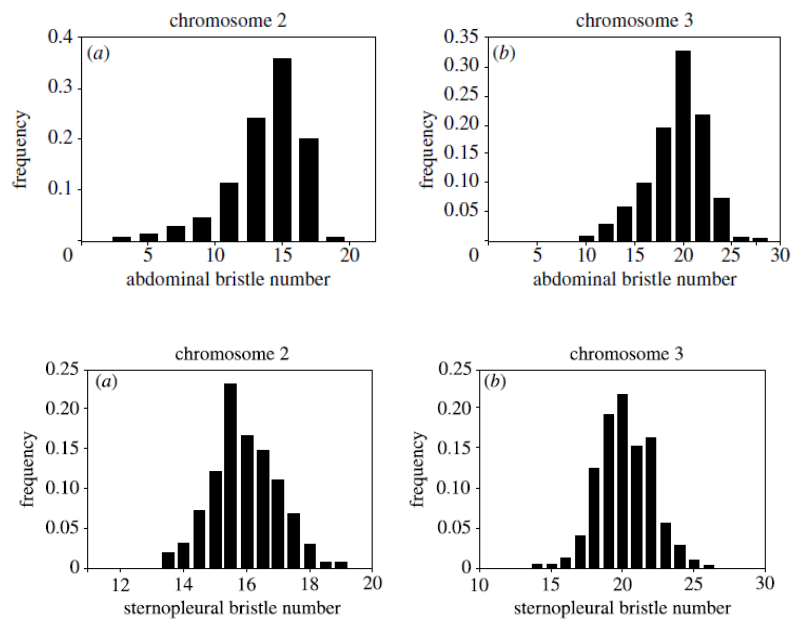 chromosome 2
(a)
0.4
0.3
0.2
0.1
0
frequency
5
10
15
20
abdominal bristle number
chromosome 3
(b)
0.35
0.30
0.25
0.20
0.15
0.10
0.05
0
frequency
5
10
15
20
25
30
abdominal bristle number
chromosome 2
(a)
0.25
0.20
0.15
0.10
0.05
0
frequency
12
14
16
18
20
sternopleural bristle number
chromosome 3
(b)
0.25
0.20
0.15
0.10
0.05
0
frequency
10
15
20
25
30
sternopleural bristle number